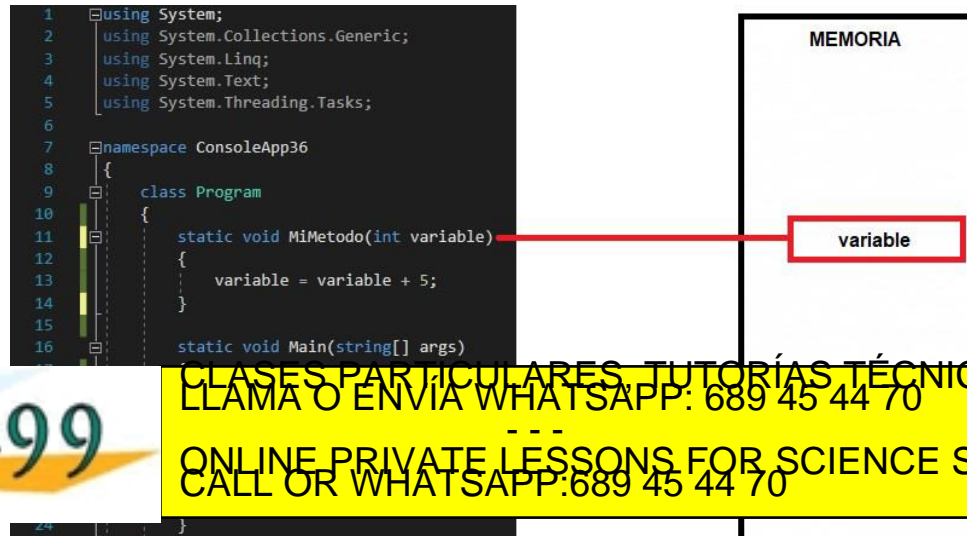 1 using System;
2 using System.Collections.Generic;
3 using System.Linq;
4 using System.Text;
5 using System.Threading.Tasks;
6
7 namespace ConsoleApp36
8 {
9 class Program
10 {
11 static void MiMetodo(int variable)
12 {
13 variable = variable + 5;
14 }
15
16 static void Main(string[] args)
24 }
MEMORIA
variable
99
CLASES PARTICULARES, TUTORÍAS TÉCNIC
LLAMA O ENVÍA WHATSAPP: 689 45 44 70
- - -
ONLINE PRIVATE LESSONS FOR SCIENCE S
CALL OR WHATSAPP:689 45 44 70